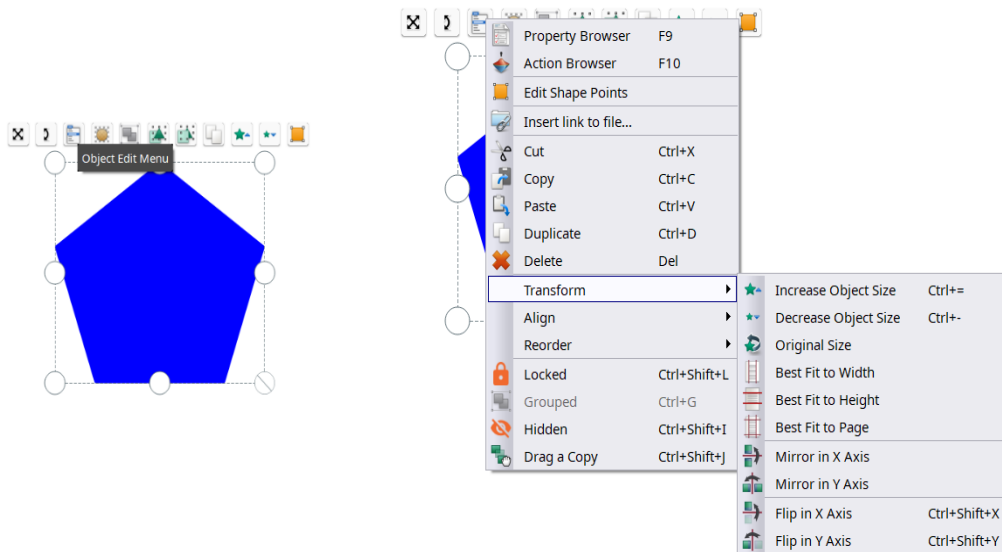 Object Edit Menu
Property Browser F9
Action Browser F10
Edit Shape Points
Insert link to file...
Cut Ctrl+X
Copy Ctrl+C
Paste Ctrl+V
Duplicate Ctrl+D
Delete Del
Transform
Align
Reorder
Locked Ctrl+Shift+L
Grouped Ctrl+G
Hidden Ctrl+Shift+I
Drag a Copy Ctrl+Shift+J
Increase Object Size Ctrl+=
Decrease Object Size Ctrl+-
Original Size
Best Fit to Width
Best Fit to Height
Best Fit to Page
Mirror in X Axis
Mirror in Y Axis
Flip in X Axis Ctrl+Shift+X
Flip in Y Axis Ctrl+Shift+Y